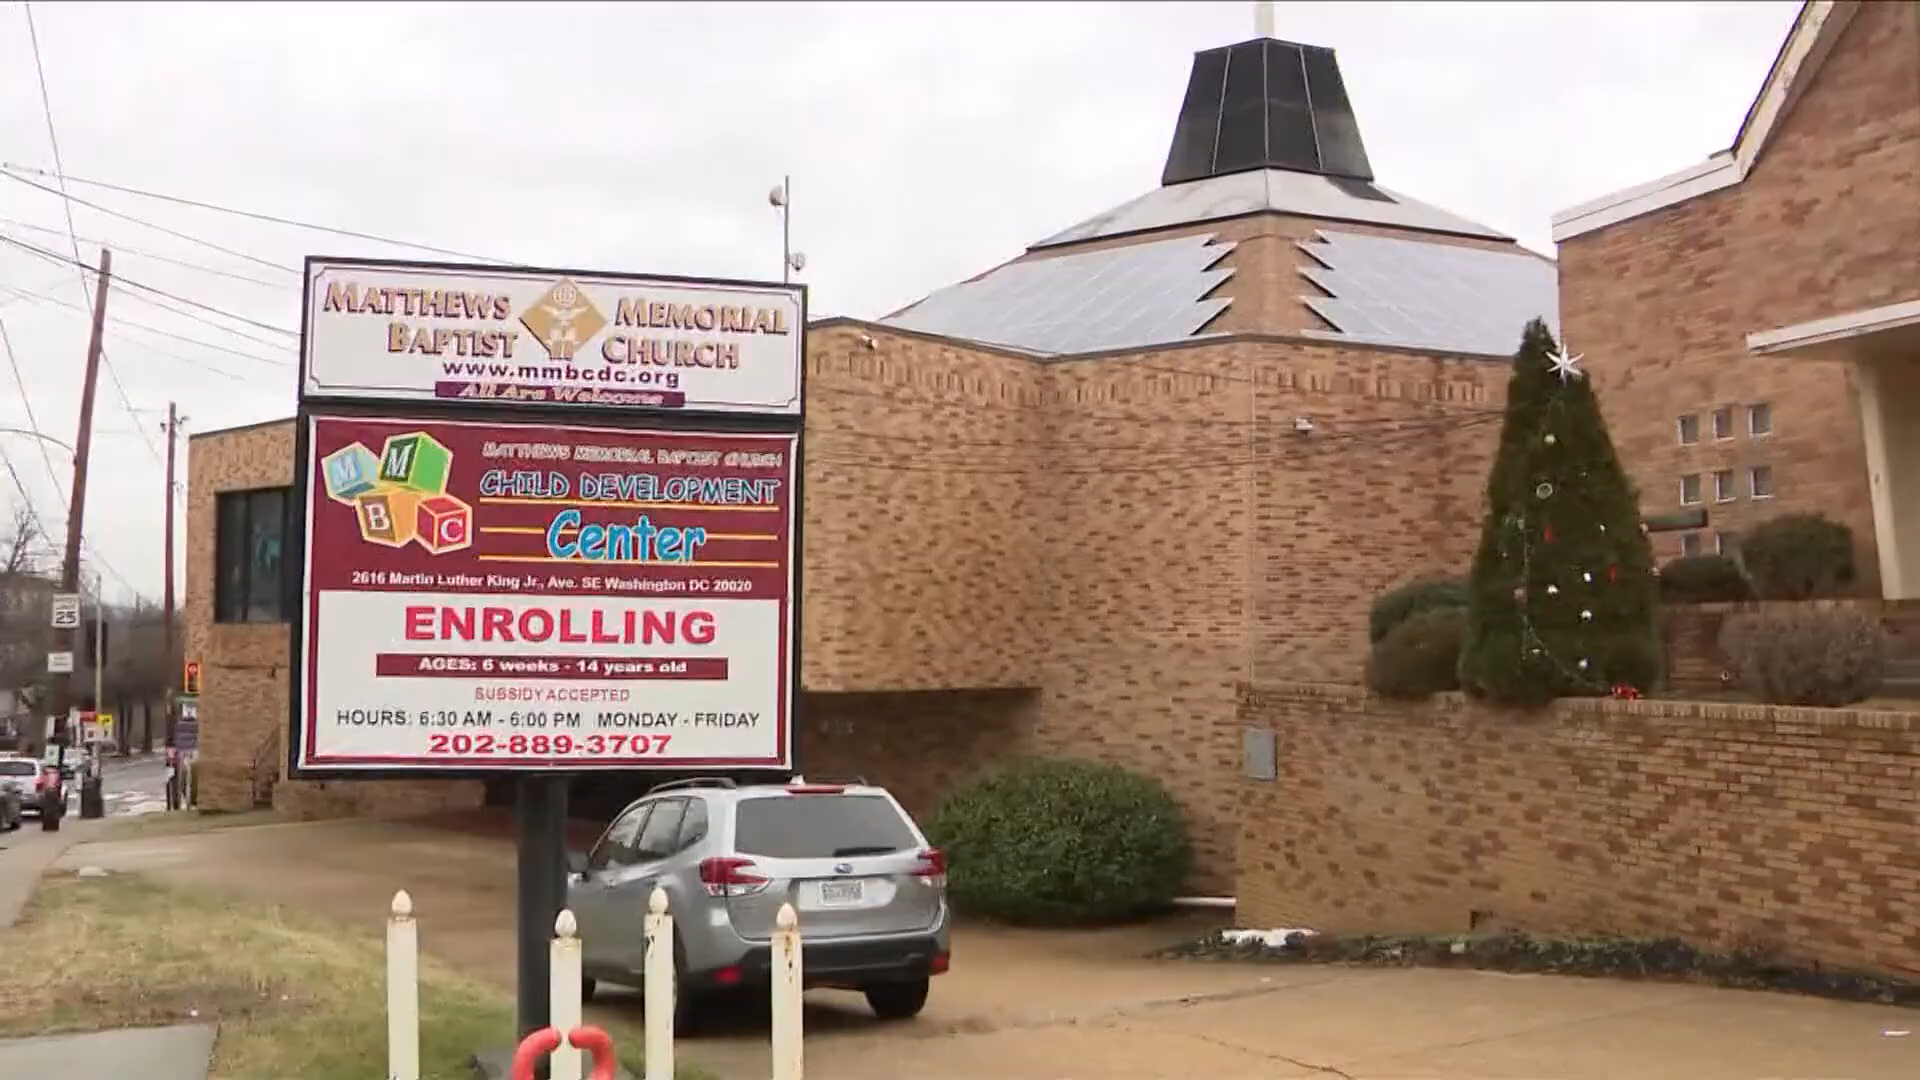 MATTHEWS MEMORIAL
BAPTIST CHURCH
www.mmbcdc.org
All Are Welcome
M M B C
MATTHEWS MEMORIAL BAPTIST CHURCH
CHILD DEVELOPMENT
Center
2616 Martin Luther King Jr., Ave. SE Washington DC 20020
ENROLLING
AGES: 6 weeks - 14 years old
SUBSIDY ACCEPTED
HOURS: 6:30 AM - 6:00 PM MONDAY - FRIDAY
202-889-3707
25